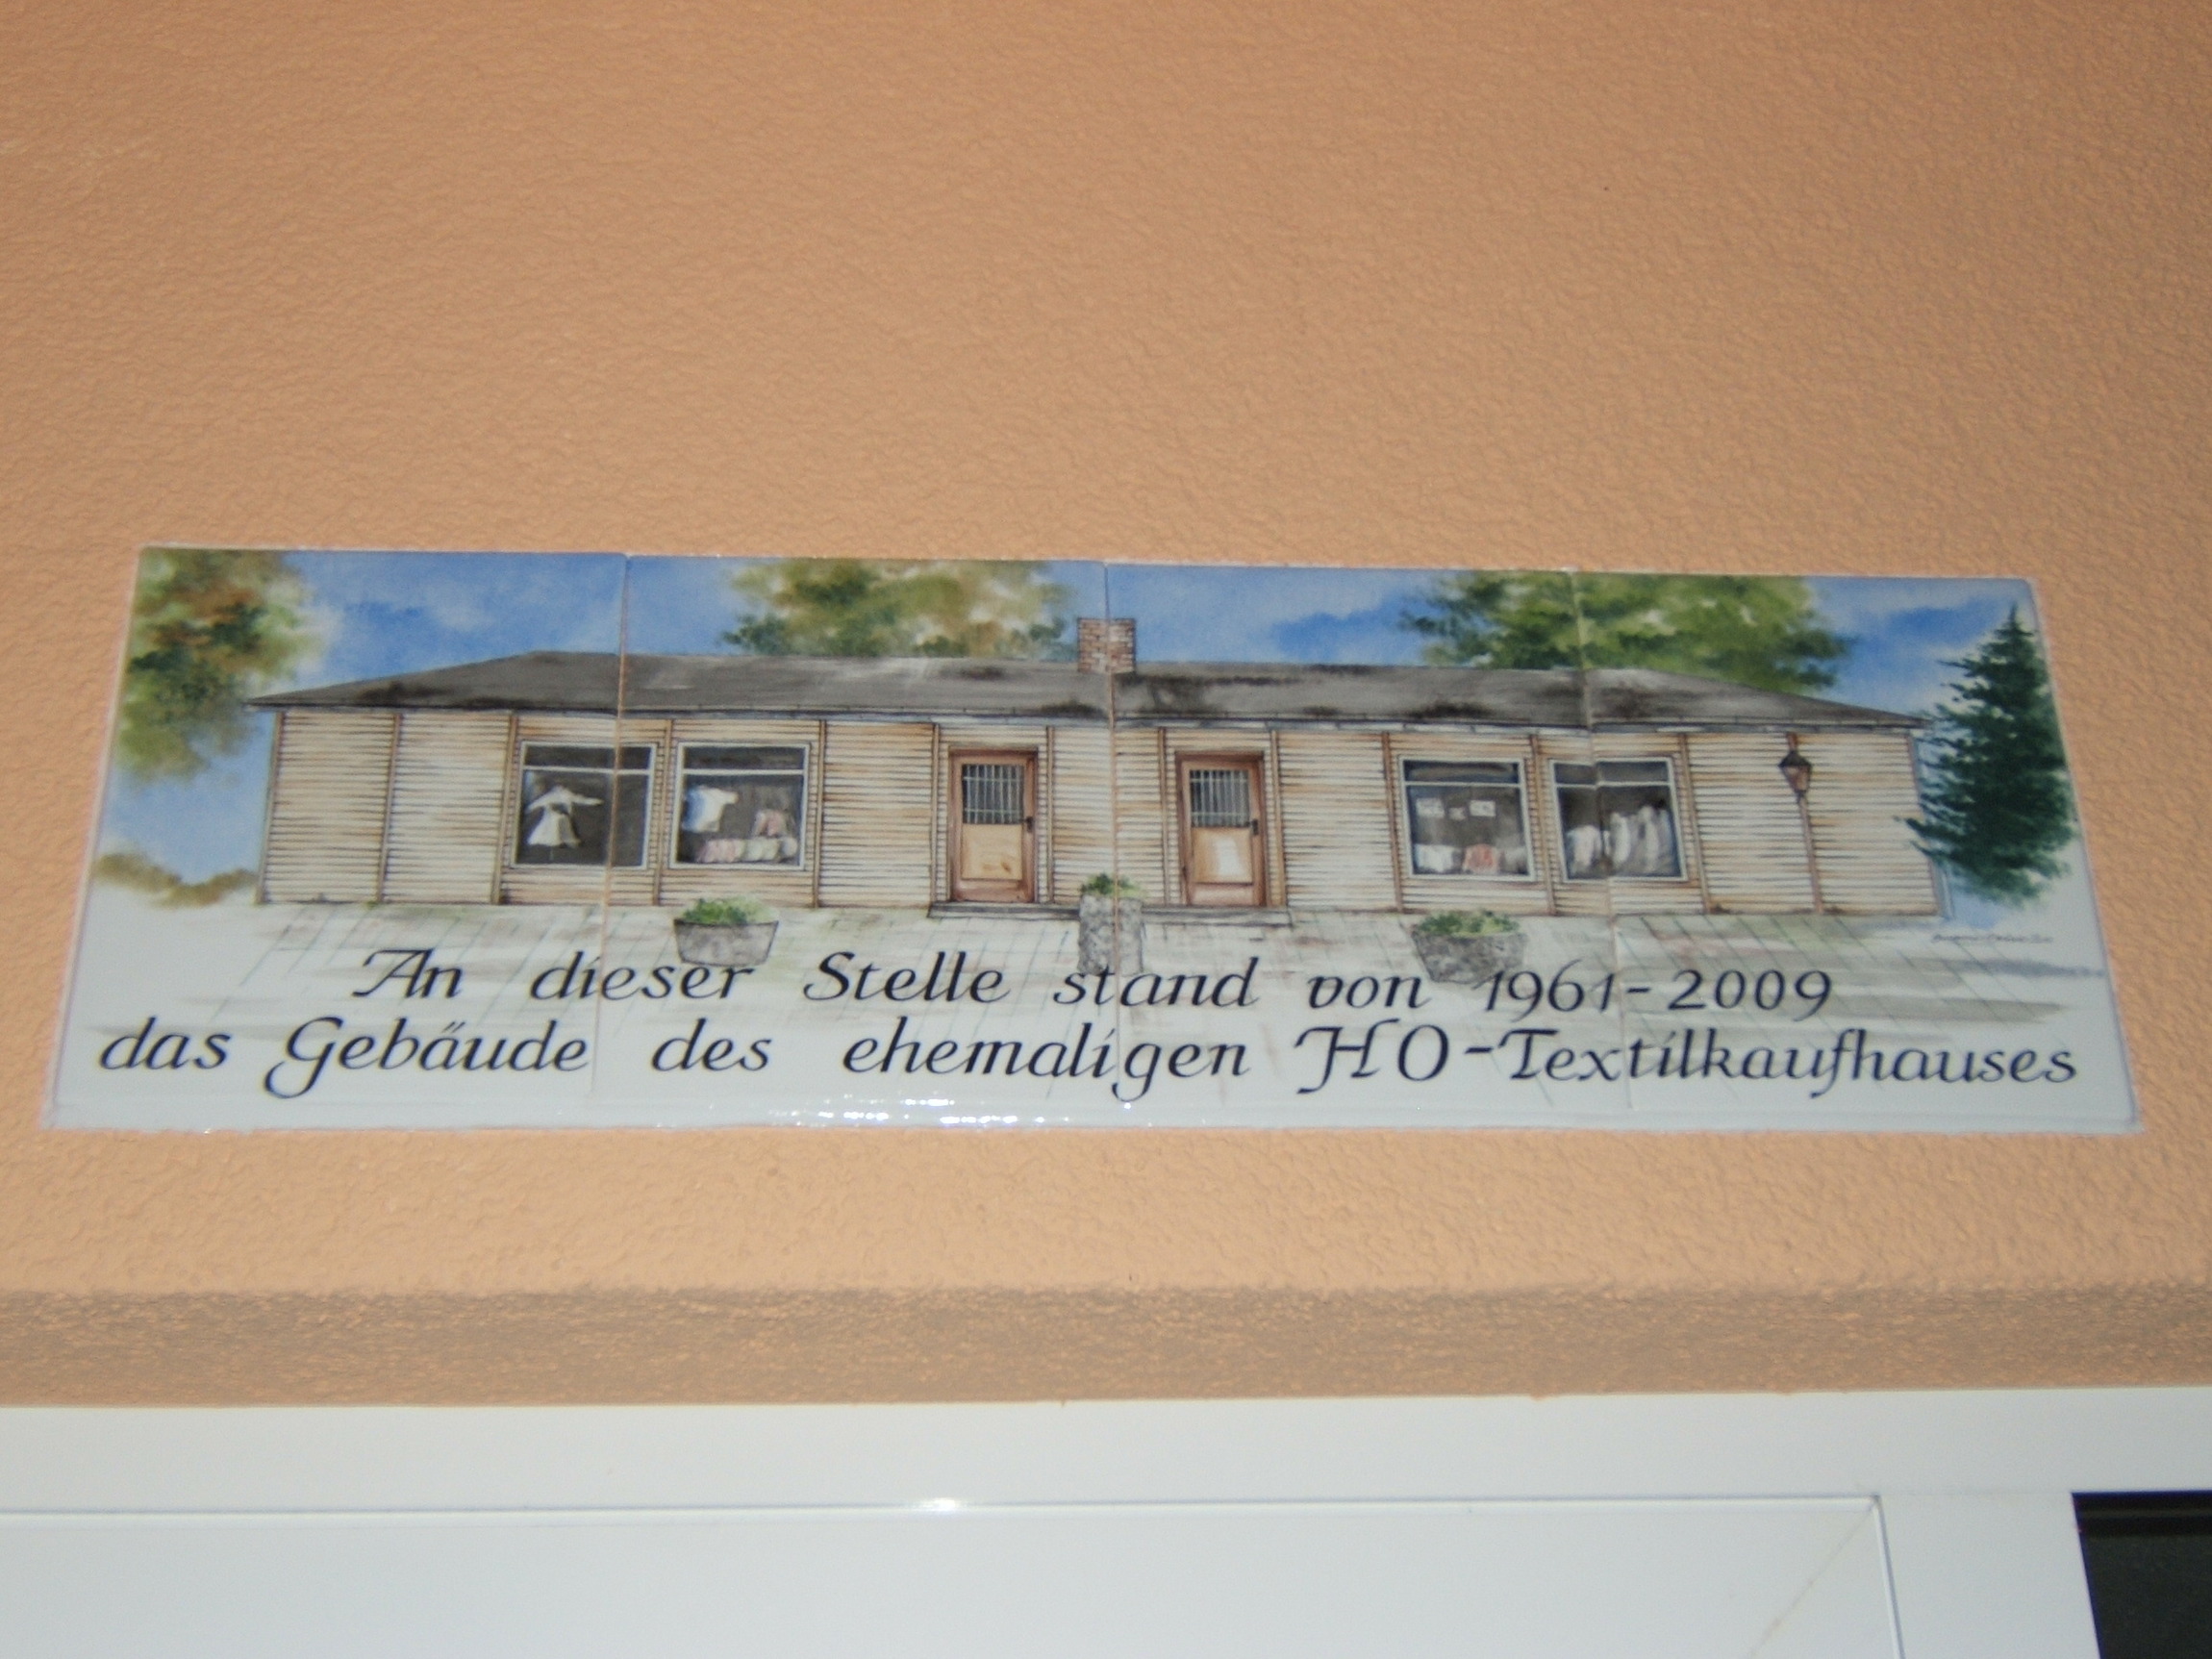 An dieser Stelle stand von 1961-2009
das Gebäude des ehemaligen HO-Textilkaufhauses